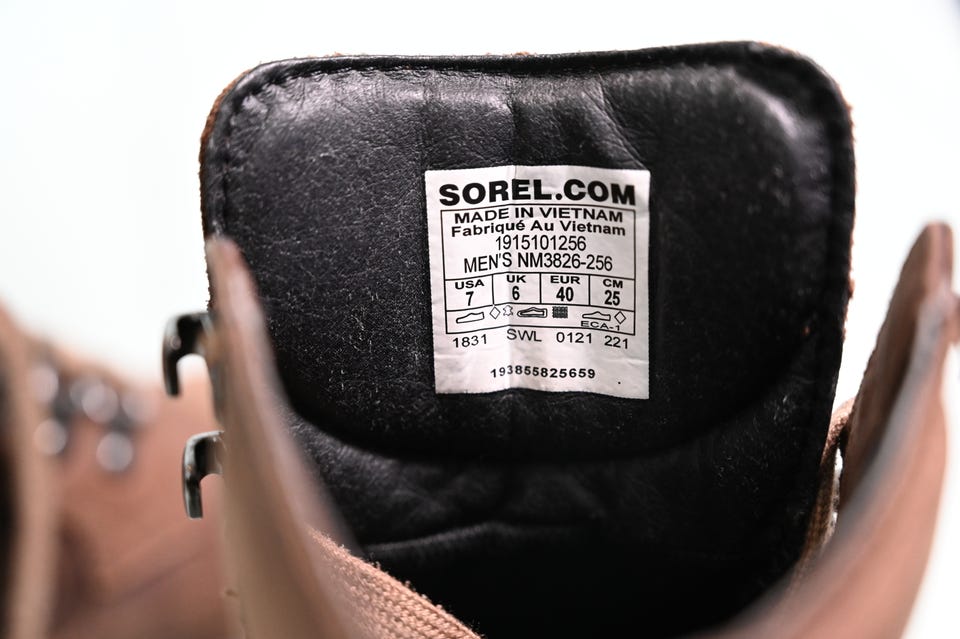 SOREL.COM
MADE IN VIETNAM
Fabriqué Au Vietnam
1915101256
MEN'S NM3826-256
USA UK EUR CM
7 6 40 25
ECA-1
1831 SWL 0121 221
193855825659